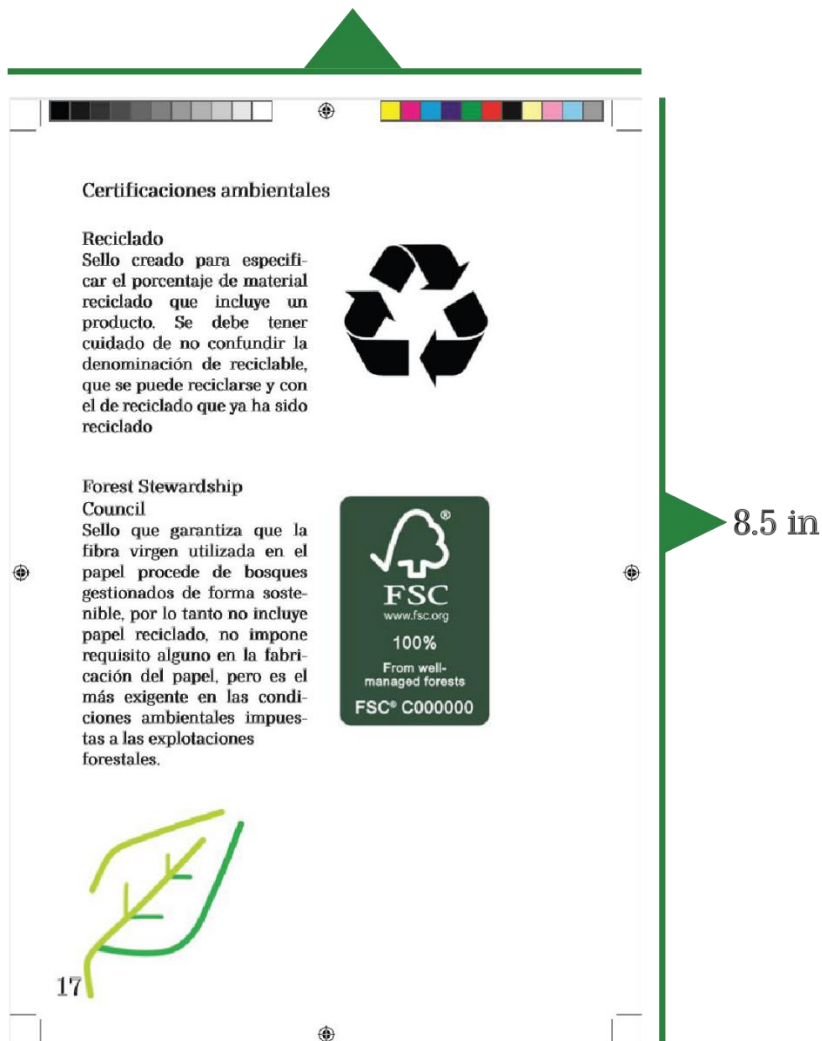 Certificaciones ambientales
Reciclado
Sello creado para especifi-
car el porcentaje de material
reciclado que incluye un
producto. Se debe tener
cuidado de no confundir la
denominación de reciclable,
que se puede reciclarse y con
el de reciclado que ya ha sido
reciclado
Forest Stewardship
Council
Sello que garantiza que la
fibra virgen utilizada en el
papel procede de bosques
gestionados de forma soste-
nible, por lo tanto no incluye
papel reciclado, no impone
requisito alguno en la fabri-
cación del papel, pero es el
más exigente en las condi-
ciones ambientales impues-
tas a las explotaciones
forestales.
®
FSC
www.fsc.org
100%
From well-
managed forests
FSC® C000000
8.5 in
17